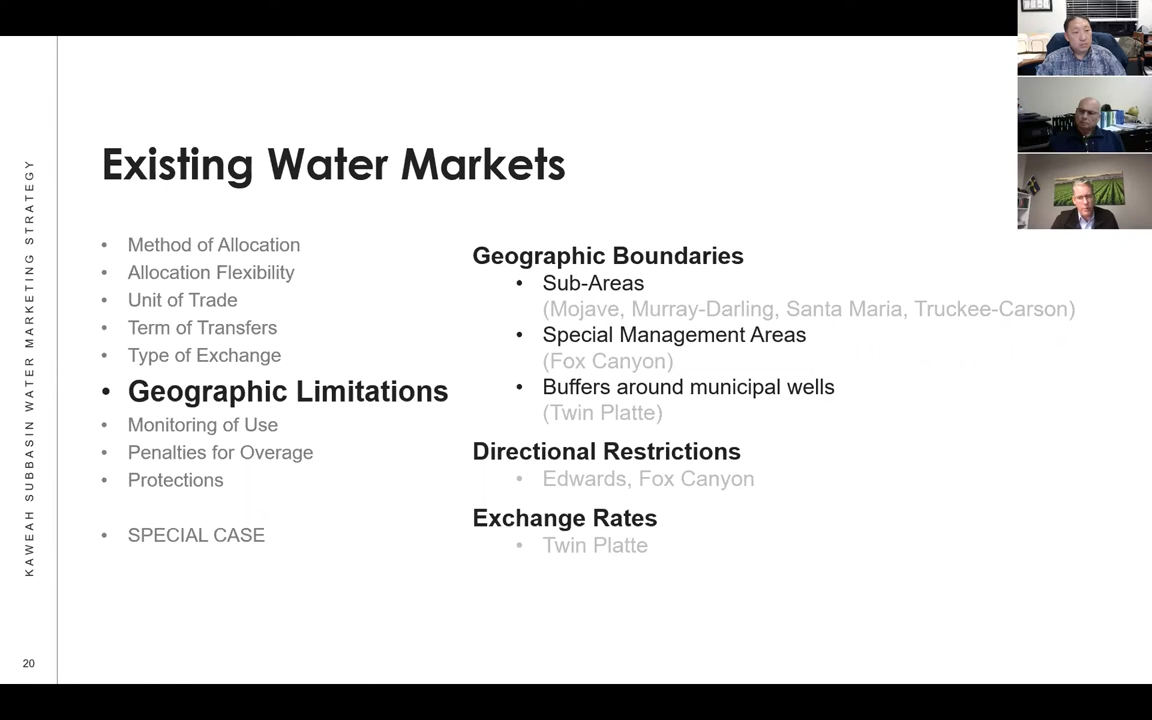 KAWEAH SUBBASIN WATER MARKETING STRATEGY
Existing Water Markets
• Method of Allocation
• Allocation Flexibility
• Unit of Trade
• Term of Transfers
• Type of Exchange
• Geographic Limitations
• Monitoring of Use
• Penalties for Overage
• Protections
• SPECIAL CASE
Geographic Boundaries
• Sub-Areas
(Mojave, Murray-Darling, Santa Maria, Truckee-Carson)
• Special Management Areas
(Fox Canyon)
• Buffers around municipal wells
(Twin Platte)
Directional Restrictions
• Edwards, Fox Canyon
Exchange Rates
• Twin Platte
20